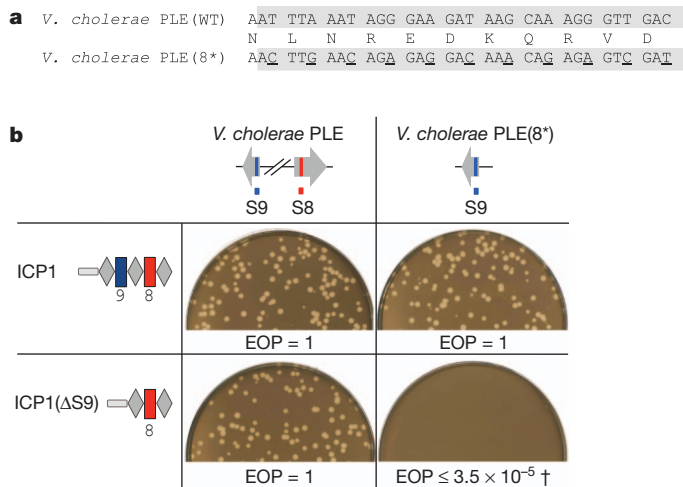 a V. cholerae PLE(WT) AAT TTA AAT AGG GAA GAT AAG CAA AGG GTT GAC
N L N R E D K Q R V D
V. cholerae PLE(8*) AAC TTG AAC AGA GAG GAC AAA CAG AGA GTC GAT
b V. cholerae PLE V. cholerae PLE(8*)
S9 S8 S9
ICP1
9 8
EOP = 1 EOP = 1
ICP1(ΔS9)
8
EOP = 1 EOP ≤ 3.5 × 10⁻⁵ †